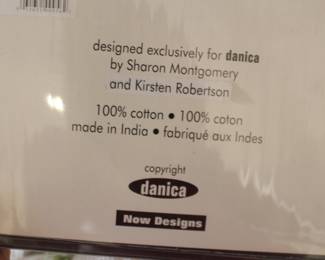 designed exclusively for danica
by Sharon Montgomery
and Kirsten Robertson
100% cotton • 100% coton
made in India • fabriqué aux Indes
copyright
danica
Now Designs